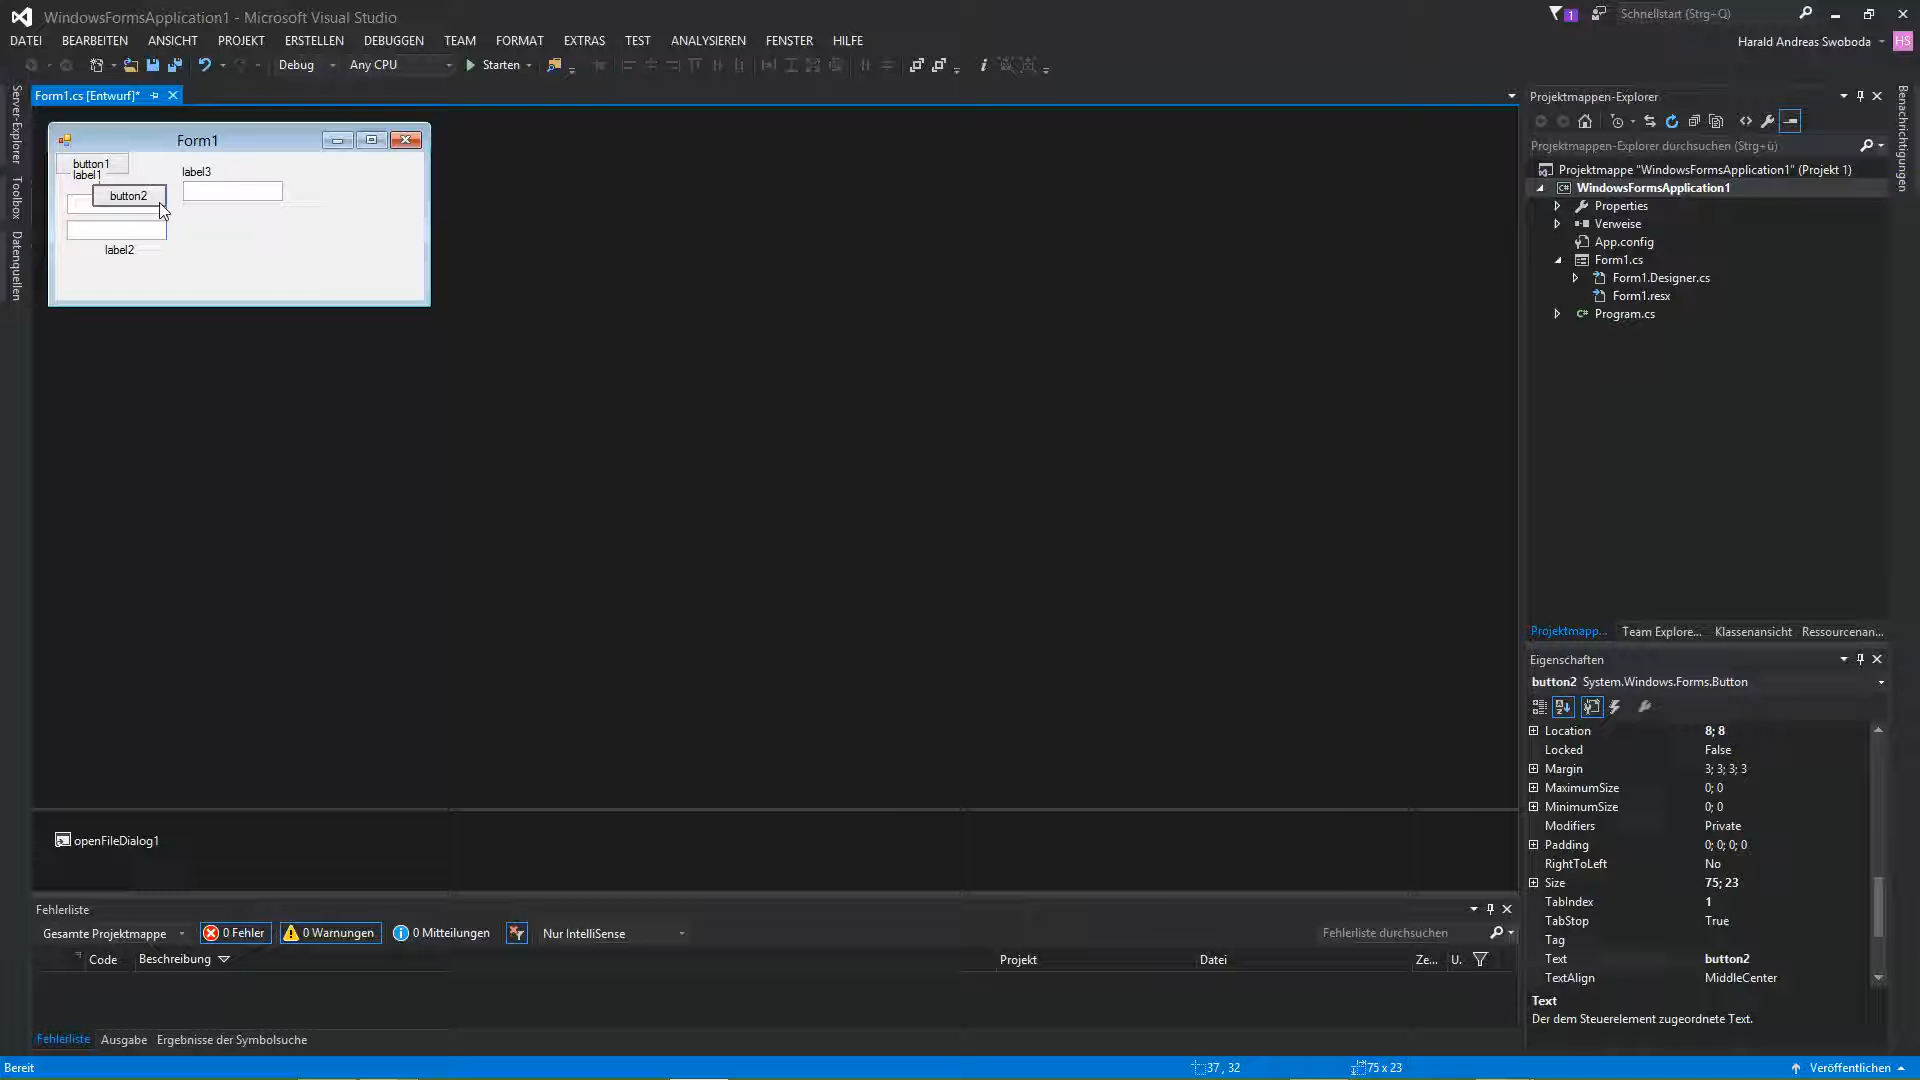 WindowsFormsApplication1 - Microsoft Visual Studio
1
Schnellstart (Strg+Q)
DATEI BEARBEITEN ANSICHT PROJEKT ERSTELLEN DEBUGGEN TEAM FORMAT EXTRAS TEST ANALYSIEREN FENSTER HILFE
Harald Andreas Swoboda HS
Debug Any CPU Starten
Server-Explorer
Toolbox
Datenquellen
Form1.cs [Entwurf]*
Form1
button1
label1
button2
label2
label3
openFileDialog1
Fehlerliste
Gesamte Projektmappe 0 Fehler 0 Warnungen 0 Mitteilungen Nur IntelliSense Fehlerliste durchsuchen
Code Beschreibung Projekt Datei Ze... U.
Fehlerliste Ausgabe Ergebnisse der Symbolsuche
Projektmappen-Explorer
Projektmappen-Explorer durchsuchen (Strg+ü)
Projektmappe "WindowsFormsApplication1" (Projekt 1)
WindowsFormsApplication1
Properties
Verweise
App.config
Form1.cs
Form1.Designer.cs
Form1.resx
Program.cs
Projektmapp... Team Explore... Klassenansicht Ressourcenan...
Eigenschaften
button2 System.Windows.Forms.Button
Location 8; 8
Locked False
Margin 3; 3; 3; 3
MaximumSize 0; 0
MinimumSize 0; 0
Modifiers Private
Padding 0; 0; 0; 0
RightToLeft No
Size 75; 23
TabIndex 1
TabStop True
Tag
Text button2
TextAlign MiddleCenter
Text
Der dem Steuerelement zugeordnete Text.
Benachrichtigungen
Bereit 37 , 32 75 x 23 Veröffentlichen